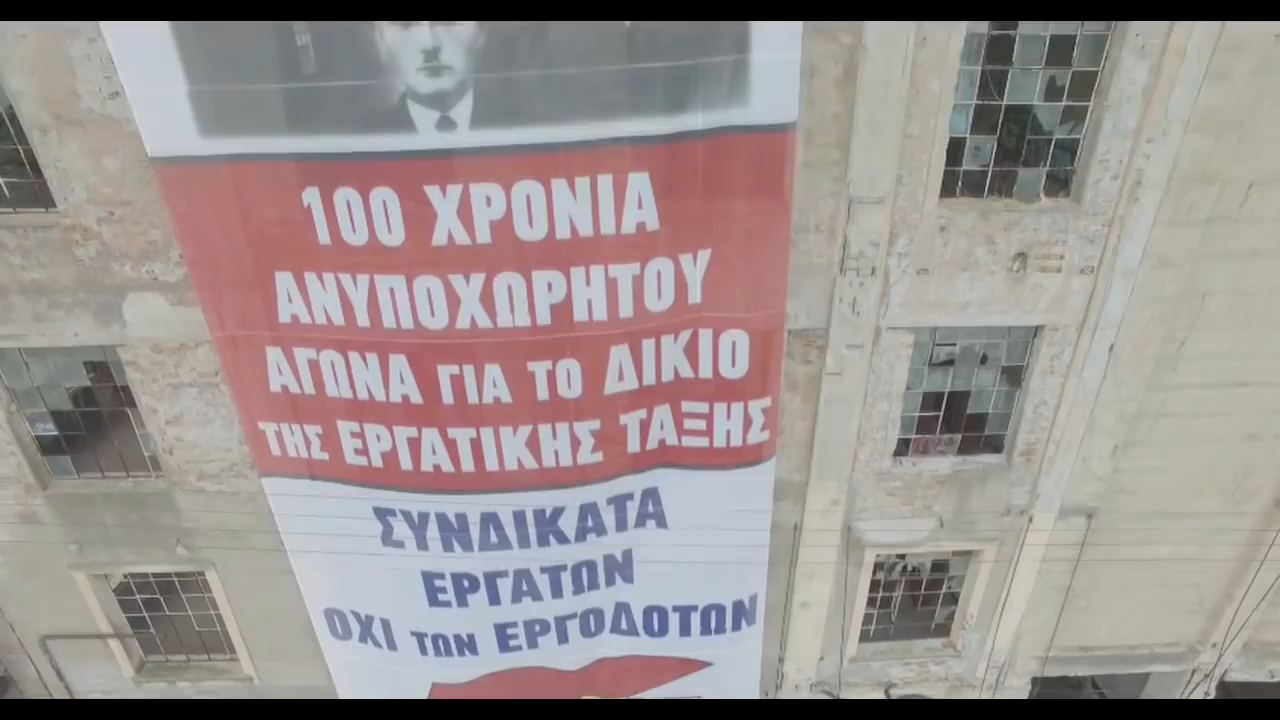 100 ΧΡΟΝΙΑ
ΑΝΥΠΟΧΩΡΗΤΟΥ
ΑΓΩΝΑ ΓΙΑ ΤΟ ΔΙΚΙΟ
ΤΗΣ ΕΡΓΑΤΙΚΗΣ ΤΑΞΗΣ
ΣΥΝΔΙΚΑΤΑ
ΕΡΓΑΤΩΝ
ΟΧΙ ΤΩΝ ΕΡΓΟΔΟΤΩΝ